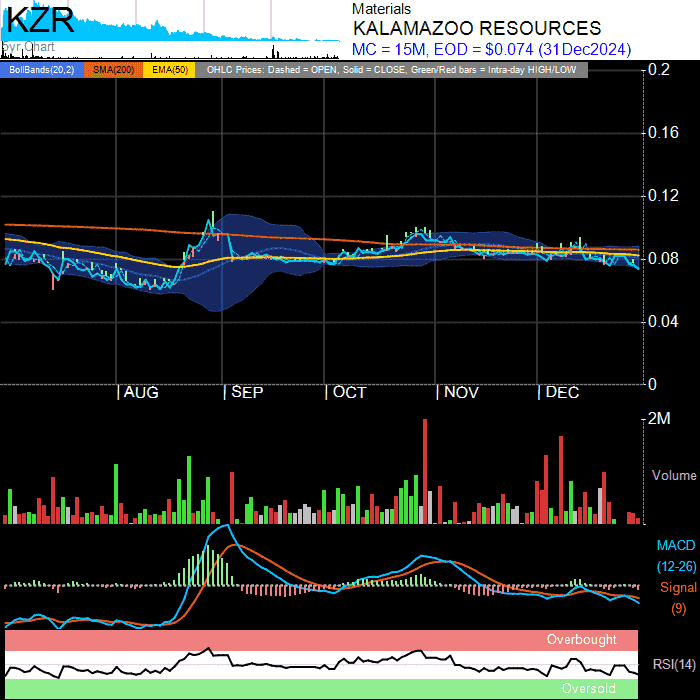 KZR
5yr Chart
Materials
KALAMAZOO RESOURCES
MC = 15M, EOD = $0.074 (31Dec2024)
BollBands(20,2) SMA(200) EMA(50) OHLC Prices: Dashed = OPEN, Solid = CLOSE, Green/Red bars = Intra-day HIGH/LOW
0.2
0.16
0.12
0.08
0.04
0
| AUG | SEP | OCT | NOV | DEC
2M
Volume
MACD
(12-26)
Signal
(9)
Overbought
RSI(14)
Oversold